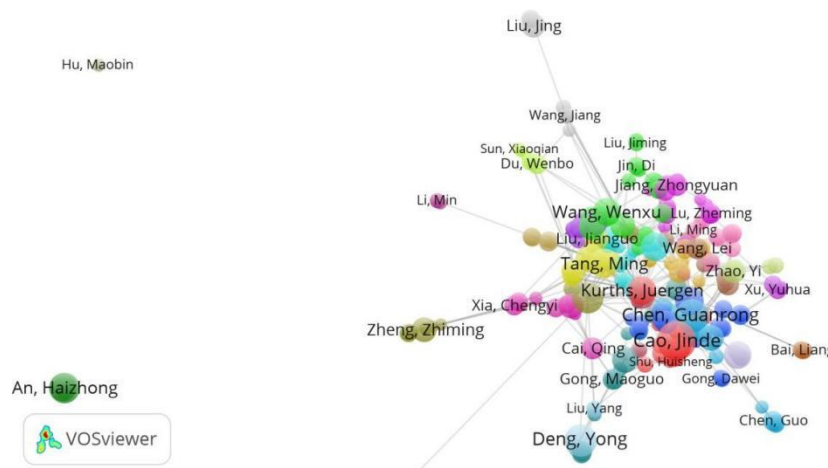 Liu, Jing
Hu, Maobin
Wang, Jiang
Liu, Jiming
Sun, Xiaoqian
Du, Wenbo
Jin, Di
Jiang, Zhongyuan
Li, Min
Wang, Wenxu
Lu, Zheming
Li, Ming
Liu, Jianguo
Wang, Lei
Tang, Ming
Zhao, Yi
Kurths, Juergen
Xu, Yuhua
Xia, Chengyi
Chen, Guanrong
Zheng, Zhiming
Cao, Jinde
Cai, Qing
Bai, Liang
Shu, Huisheng
Gong, Maoguo
Gong, Dawei
An, Haizhong
Liu, Yang
Chen, Guo
Deng, Yong
VOSviewer